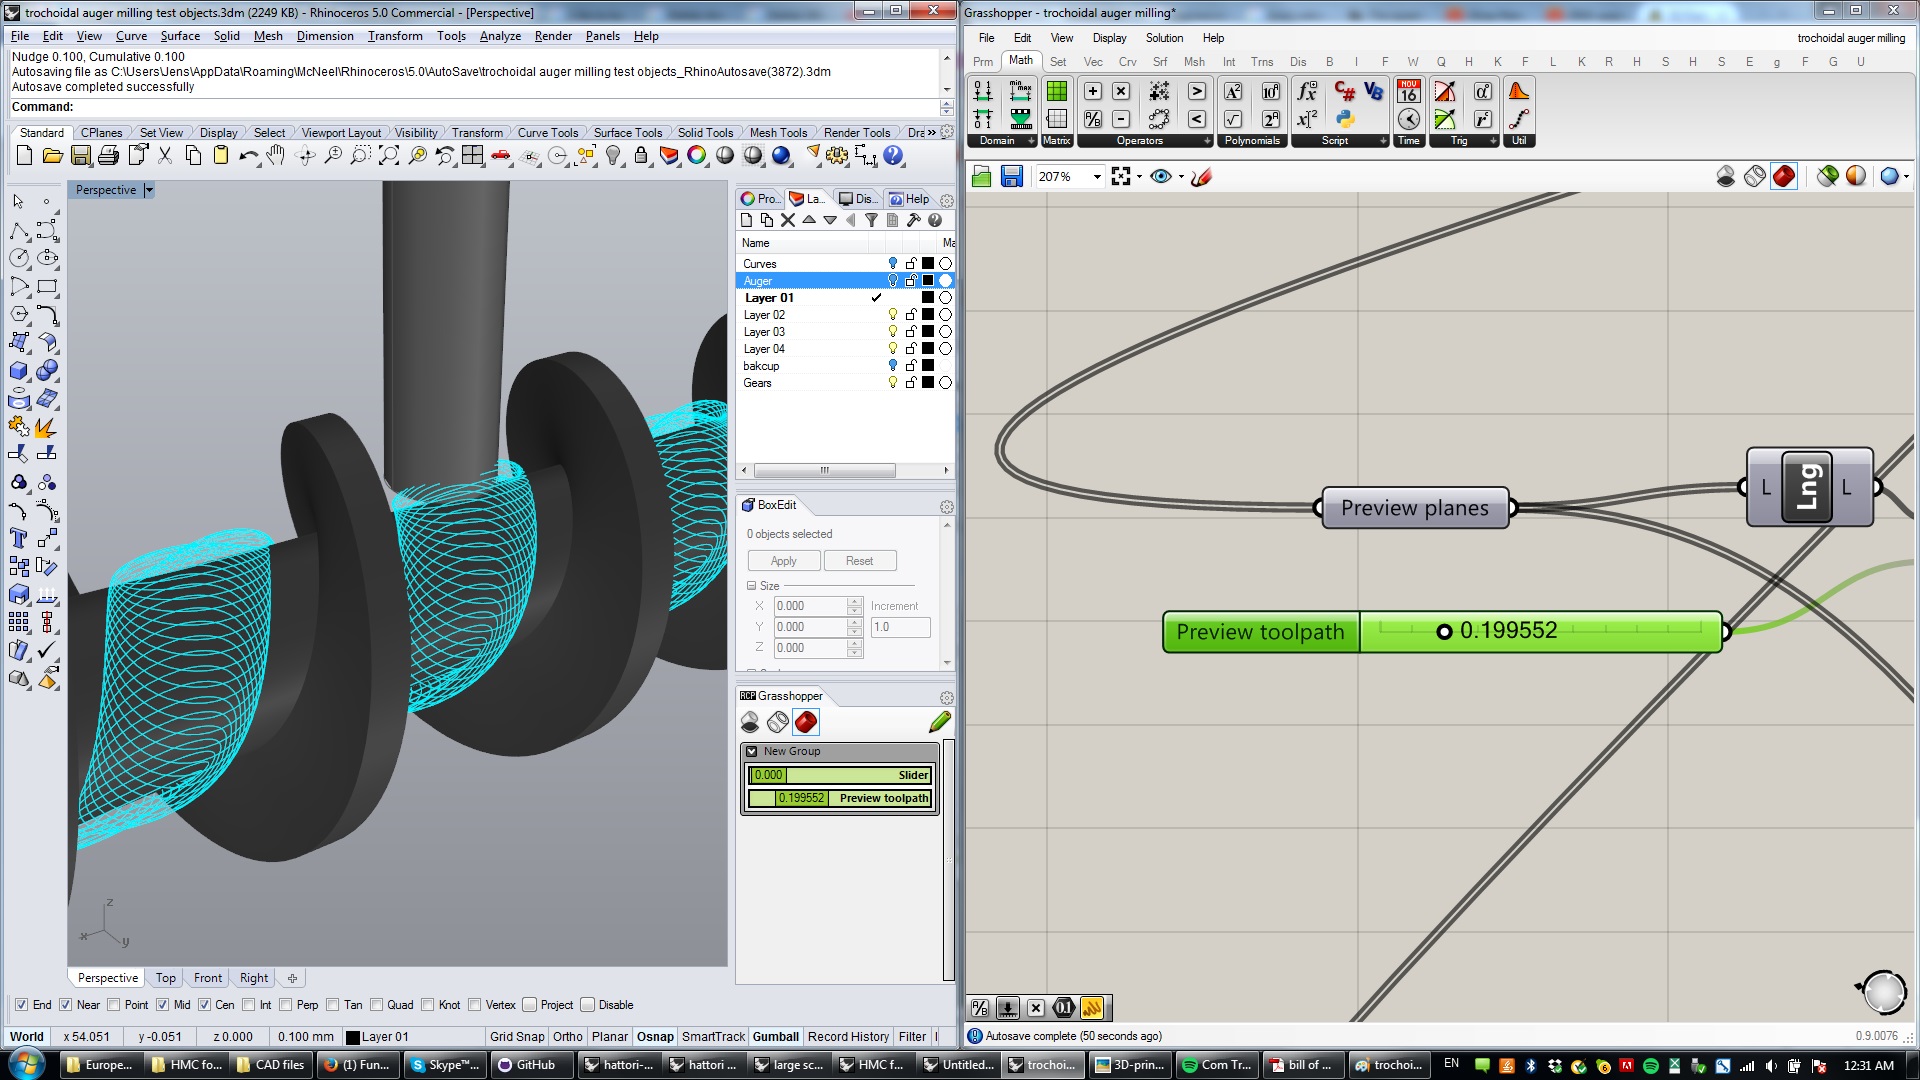 trochoidal auger milling test objects.3dm (2249 KB) - Rhinoceros 5.0 Commercial - [Perspective]
File Edit View Curve Surface Solid Mesh Dimension Transform Tools Analyze Render Panels Help
Nudge 0.100, Cumulative 0.100
Autosaving file as C:\Users\Jens\AppData\Roaming\McNeel\Rhinoceros\5.0\AutoSave\trochoidal auger milling test objects_RhinoAutosave(3872).3dm
Autosave completed successfully
Command:
Standard CPlanes Set View Display Select Viewport Layout Visibility Transform Curve Tools Surface Tools Solid Tools Mesh Tools Render Tools Dra »
Perspective
Pro... La... Dis... Help
Name Ma
Curves
Auger
Layer 01
Layer 02
Layer 03
Layer 04
bakcup
Gears
BoxEdit
0 objects selected
Apply Reset
Size
X 0.000 Increment
Y 0.000 1.0
Z 0.000
RCP Grasshopper
New Group
0.000 Slider
0.199552 Preview toolpath
z
x y
Perspective Top Front Right
End Near Point Mid Cen Int Perp Tan Quad Knot Vertex Project Disable
World x 54.051 y -0.051 z 0.000 0.100 mm Layer 01 Grid Snap Ortho Planar Osnap SmartTrack Gumball Record History Filter
Grasshopper - trochoidal auger milling*
File Edit View Display Solution Help trochoidal auger milling
Prm Math Set Vec Crv Srf Msh Int Trns Dis B I F W Q H K F L K R H S H S E g F G U
Domain Matrix Operators Polynomials Script Time Trig Util
207%
Preview planes
L Lng L
Preview toolpath 0.199552
Autosave complete (50 seconds ago) 0.9.0076
Europe... HMC fo... CAD files (1) Fun... Skype™... GitHub hattori-... hattori ... large sc... HMC f... Untitled... trochoi... 3D-prin... Com Tr... bill of ... trochoi... EN 12:31 AM